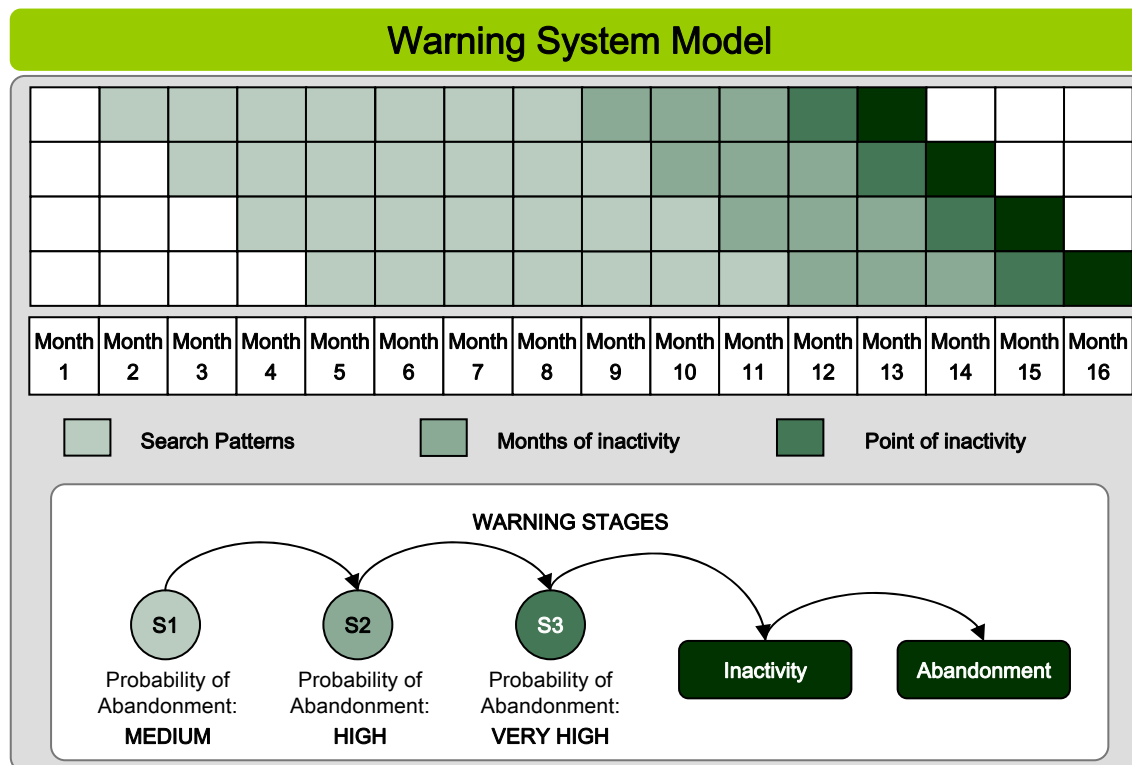 Warning System Model
Month Month Month Month Month Month Month Month Month Month Month Month Month Month Month Month
1 2 3 4 5 6 7 8 9 10 11 12 13 14 15 16
Search Patterns Months of inactivity Point of inactivity
WARNING STAGES
S1 S2 S3
Inactivity Abandonment
Probability of Probability of Probability of
Abandonment: Abandonment: Abandonment:
MEDIUM HIGH VERY HIGH